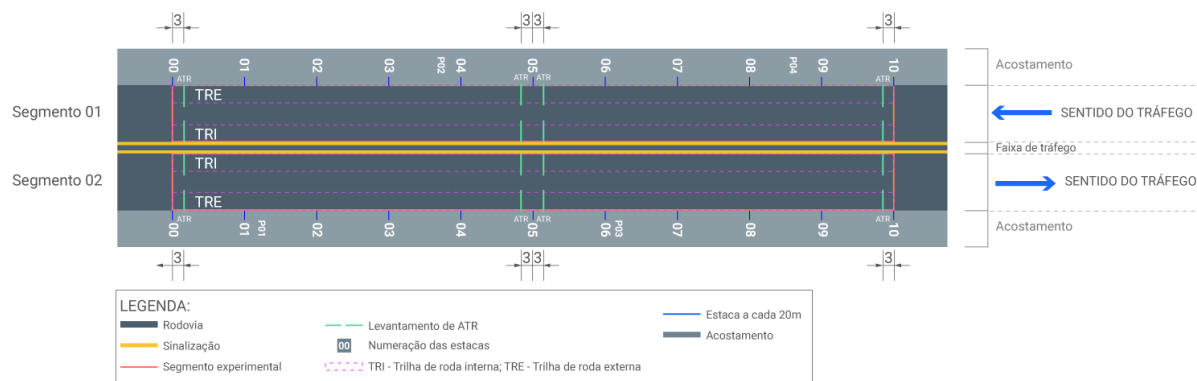 3 3 3 3
00 01 02 03 P02 04 05 06 07 P04 08 09 10
ATR ATR ATR ATR
Acostamento
TRE
Segmento 01
SENTIDO DO TRÁFEGO
TRI
Faixa de tráfego
TRI
Segmento 02
SENTIDO DO TRÁFEGO
TRE
ATR ATR ATR ATR
00 01 P01 02 03 04 05 06 P03 07 08 09 10
Acostamento
3 3 3 3
LEGENDA:
Rodovia
Sinalização
Segmento experimental
Levantamento de ATR
00 Numeração das estacas
TRI - Trilha de roda interna; TRE - Trilha de roda externa
Estaca a cada 20m
Acostamento